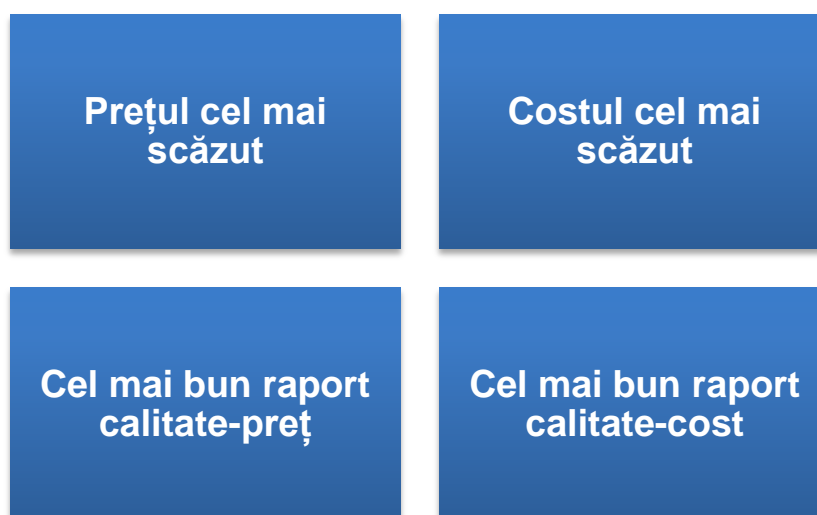 Prețul cel mai
scăzut
Costul cel mai
scăzut
Cel mai bun raport
calitate-preț
Cel mai bun raport
calitate-cost